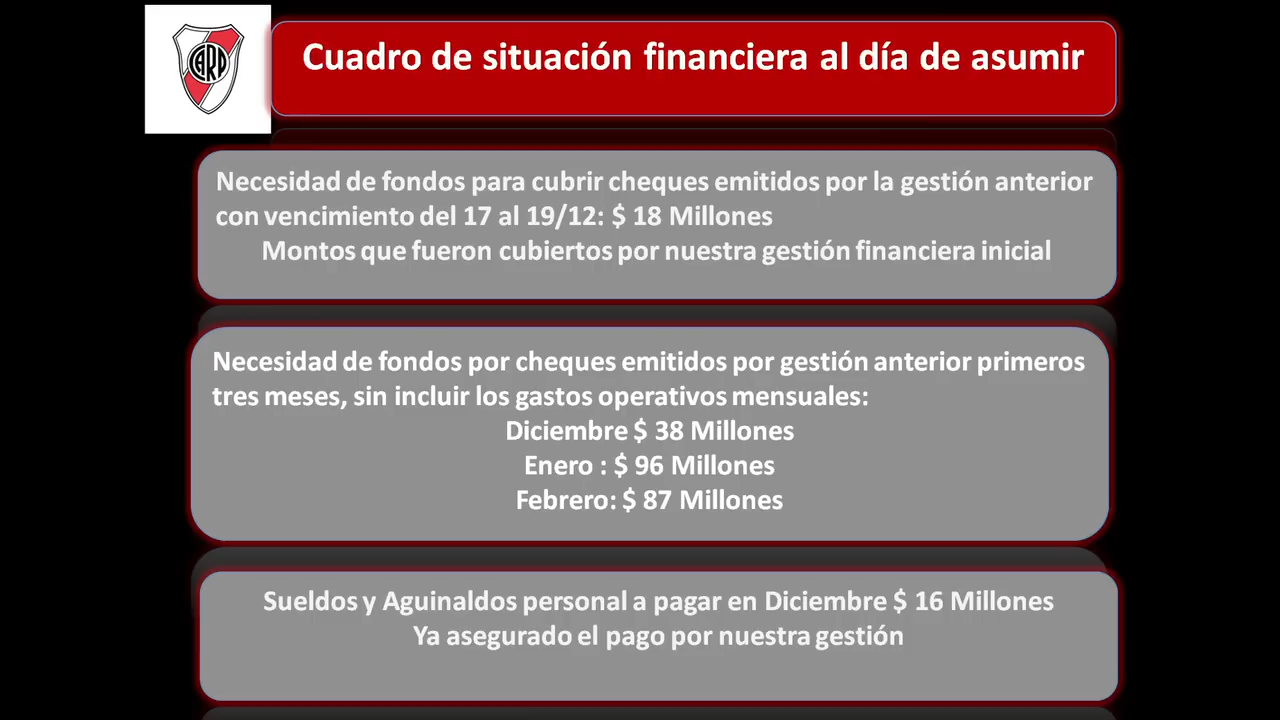 CARP
Cuadro de situación financiera al día de asumir
Necesidad de fondos para cubrir cheques emitidos por la gestión anterior
con vencimiento del 17 al 19/12: $ 18 Millones
Montos que fueron cubiertos por nuestra gestión financiera inicial
Necesidad de fondos por cheques emitidos por gestión anterior primeros
tres meses, sin incluir los gastos operativos mensuales:
Diciembre $ 38 Millones
Enero : $ 96 Millones
Febrero: $ 87 Millones
Sueldos y Aguinaldos personal a pagar en Diciembre $ 16 Millones
Ya asegurado el pago por nuestra gestión